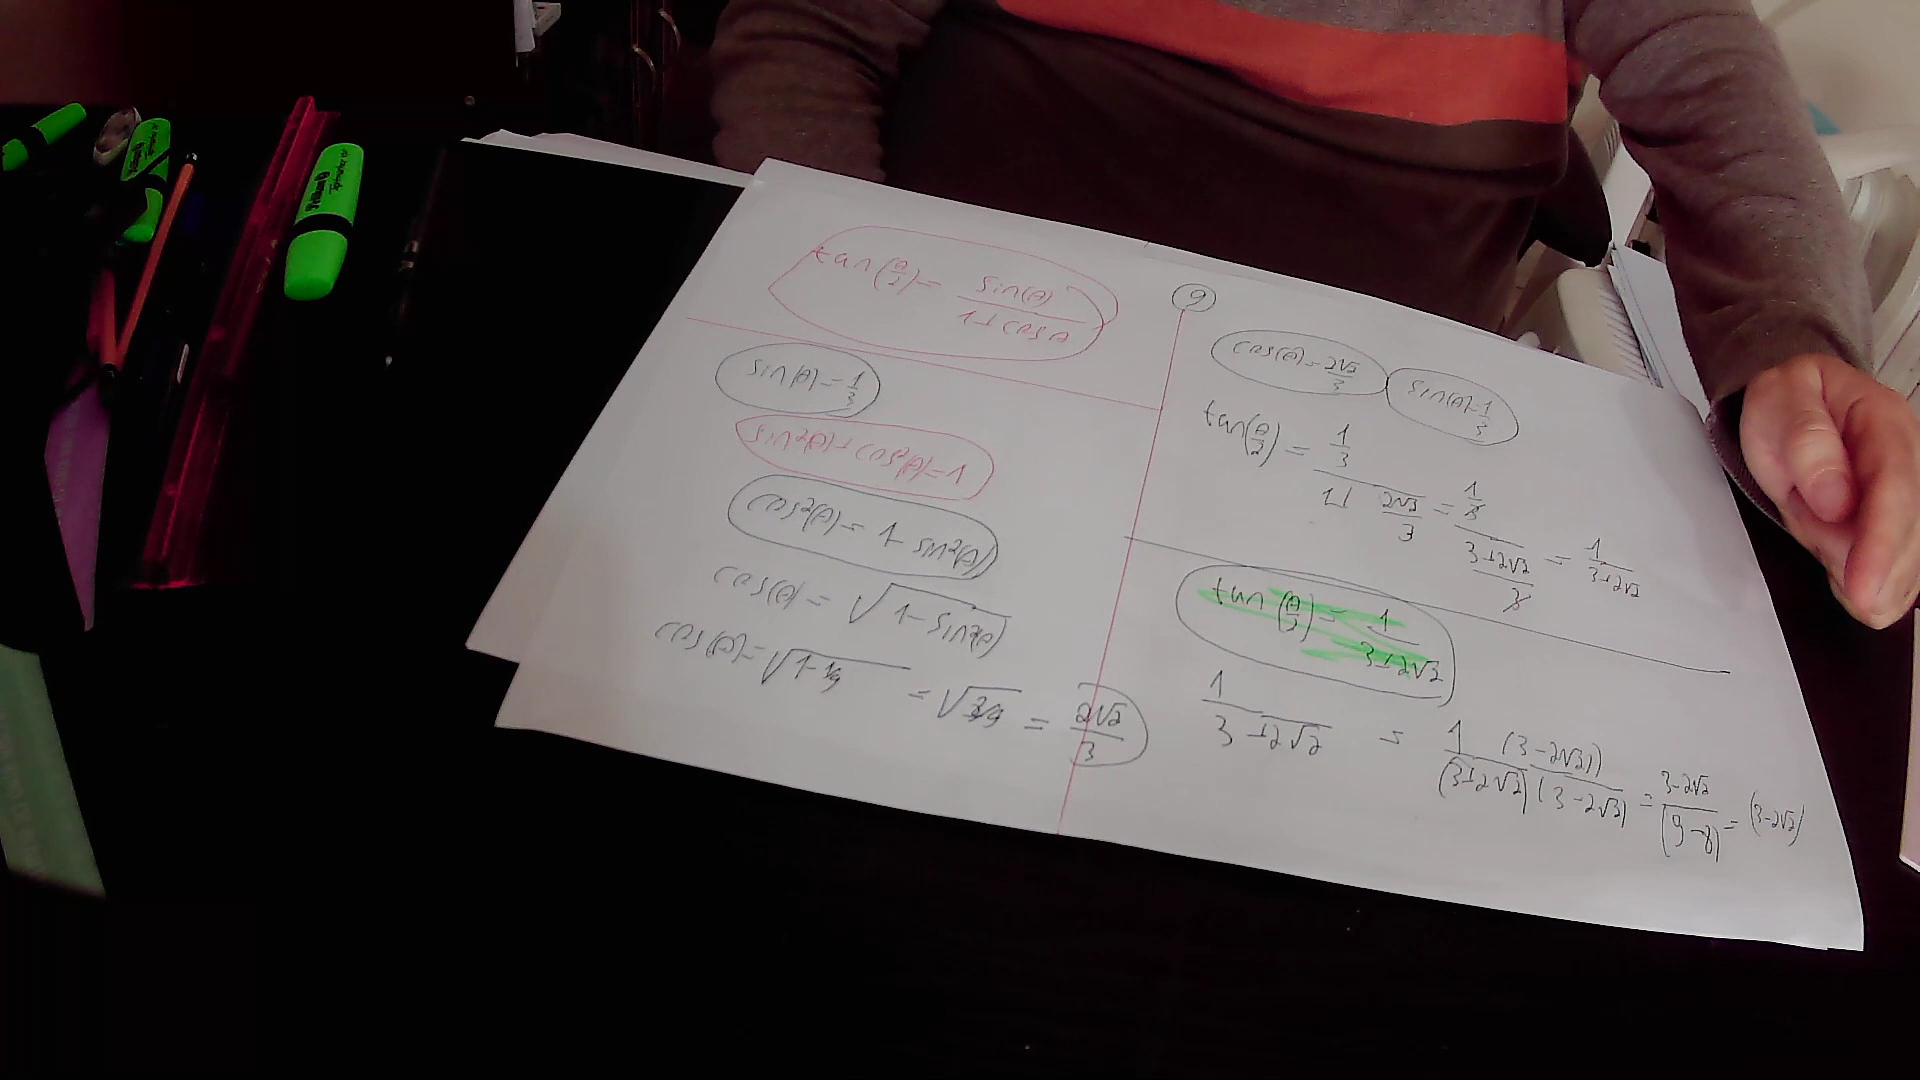 tan(θ/2) = sin(θ) / 1+cosθ
sin(θ) = 1/3
sin²(θ) + cos²(θ) = 1
cos²(θ) = 1 - sin²(θ)
cos(θ) = √(1 - sin²θ)
cos(θ) = √(1 - 1/9) = = 2√2/3
9
cos(θ) = 2√2/3 sin(θ) = 1/3
tan(θ/2) = 1/3 / 1+ 2√2/3 = 1/3 / 3+2√2/3 = 1/3+2√2
tan(θ/2) = 1/3+2√2
1/3+2√2 = 1 (3-2√2) / (3+2√2)(3-2√2) = 3-2√2 / (9-8) = (3-2√2)